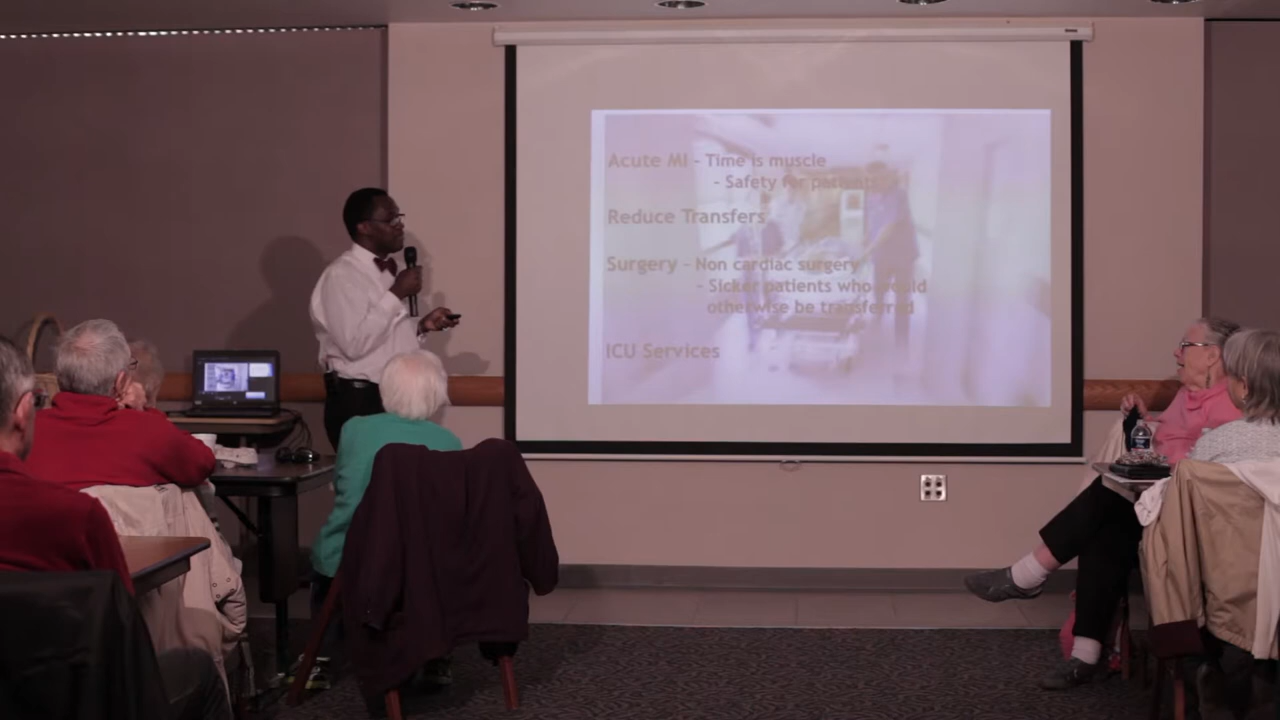 Acute MI - Time is muscle
- Safety for patients
Reduce Transfers
Surgery - Non cardiac surgery
- Sicker patients who would
otherwise be transferred
ICU Services